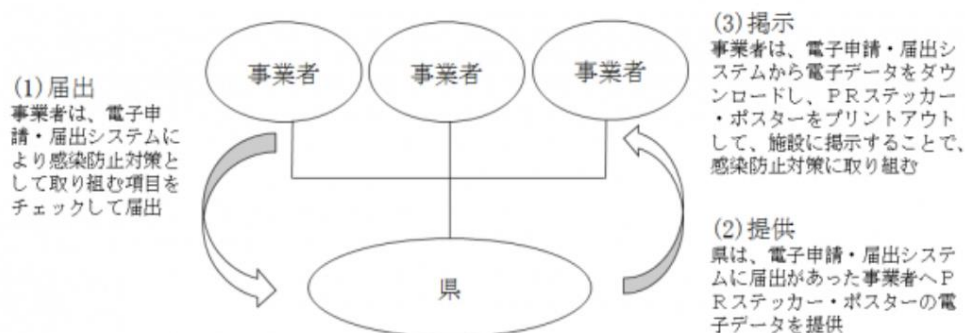 (1)届出
事業者は、電子申
請・届出システムに
より感染防止対策と
して取り組む項目を
チェックして届出
事業者
事業者
事業者
県
(3)掲示
事業者は、電子申請・届出シ
ステムから電子データをダウ
ンロードし、PRステッカー
・ポスターをプリントアウト
して、施設に掲示することで、
感染防止対策に取り組む
(2)提供
県は、電子申請・届出システ
ムに届出があった事業者へP
Rステッカー・ポスターの電
子データを提供